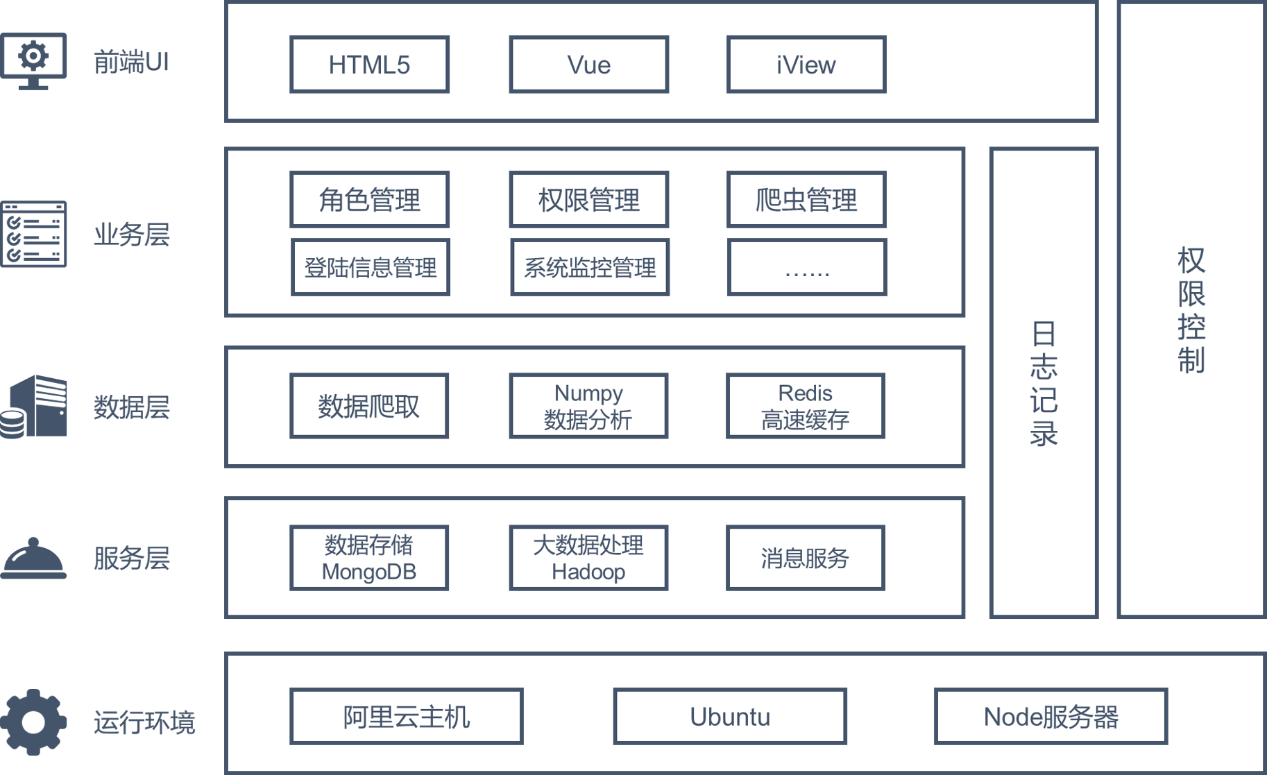 前端UI
HTML5
Vue
iView
业务层
角色管理
权限管理
爬虫管理
登陆信息管理
系统监控管理
……
数据层
数据爬取
Numpy
数据分析
Redis
高速缓存
服务层
数据存储
MongoDB
大数据处理
Hadoop
消息服务
日志记录
权限控制
运行环境
阿里云主机
Ubuntu
Node服务器